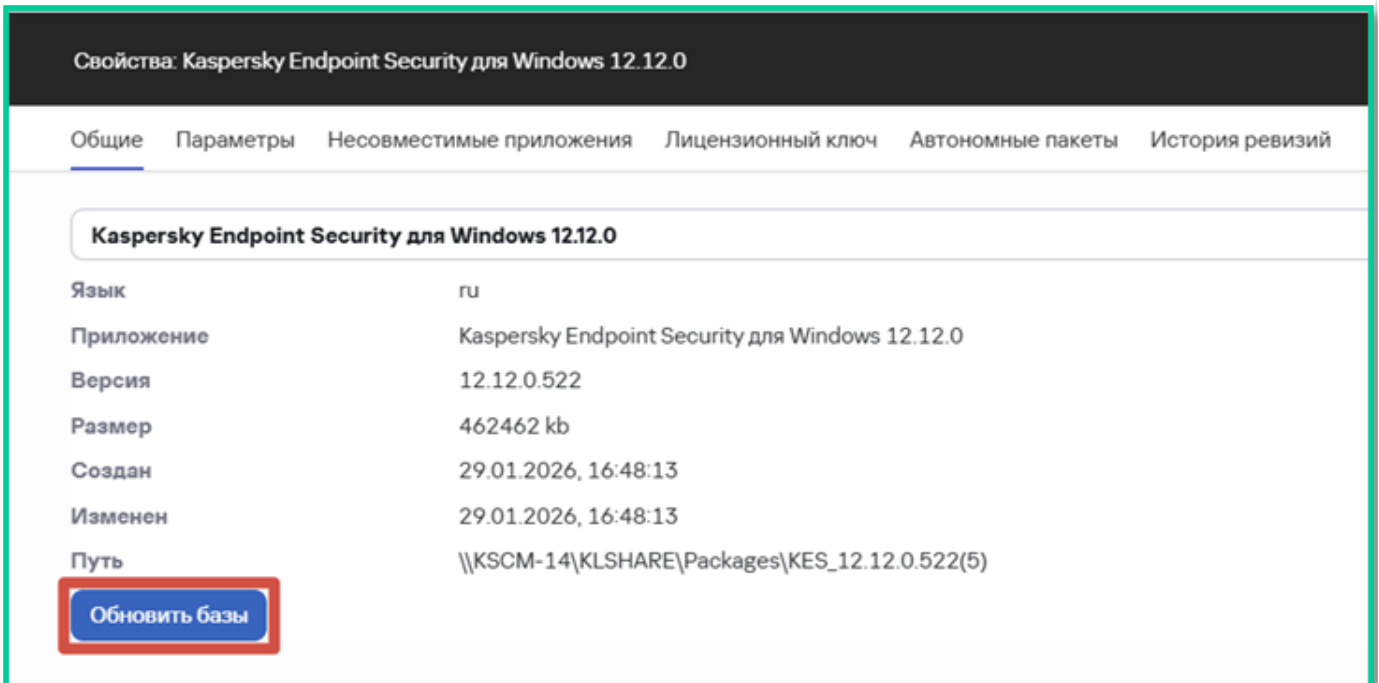 Свойства: Kaspersky Endpoint Security для Windows 12.12.0
Общие Параметры Несовместимые приложения Лицензионный ключ Автономные пакеты История ревизий
Kaspersky Endpoint Security для Windows 12.12.0
Язык ru
Приложение Kaspersky Endpoint Security для Windows 12.12.0
Версия 12.12.0.522
Размер 462462 kb
Создан 29.01.2026, 16:48:13
Изменен 29.01.2026, 16:48:13
Путь \\KSCM-14\KLSHARE\Packages\KES_12.12.0.522(5)
Обновить базы